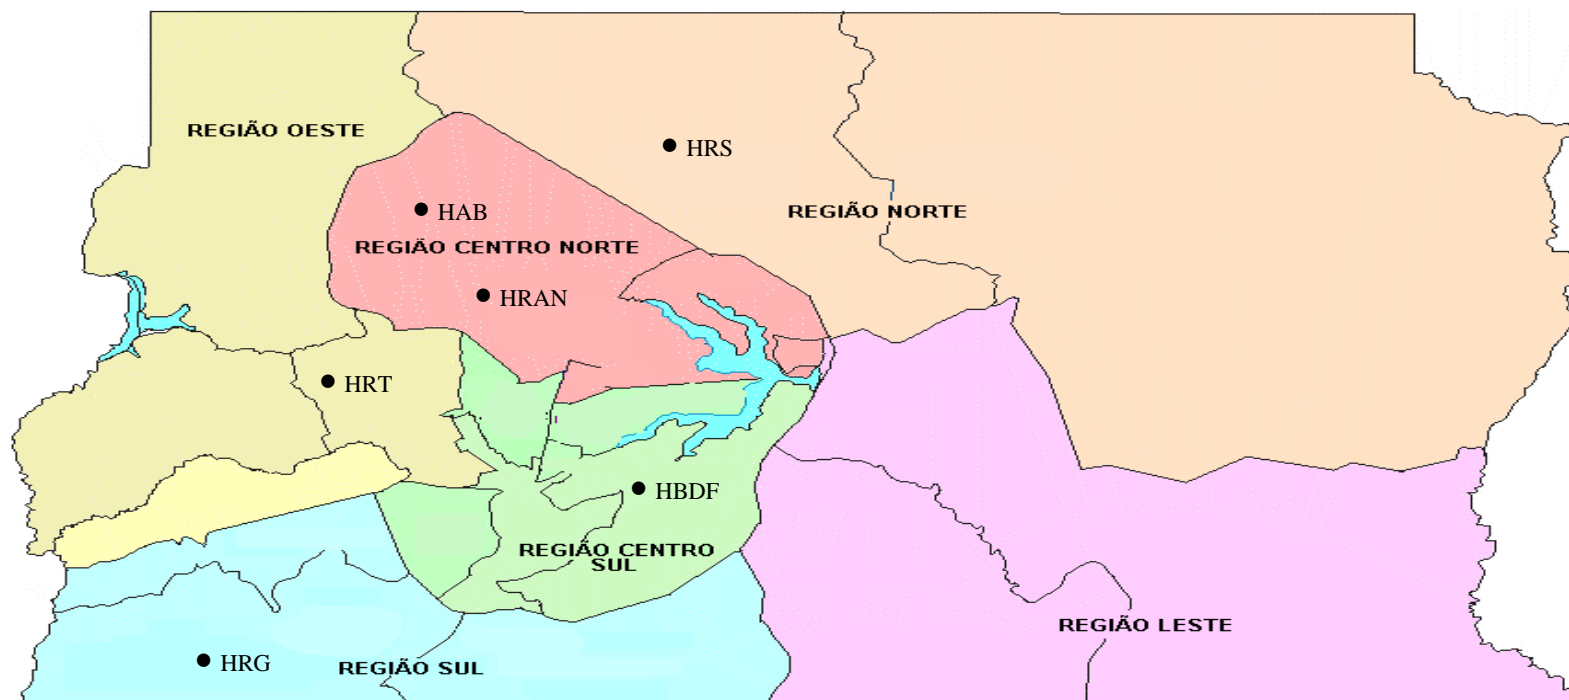 REGIÃO OESTE
HRS
HAB
REGIÃO NORTE
REGIÃO CENTRO NORTE
HRAN
HRT
HBDF
REGIÃO CENTRO
SUL
REGIÃO LESTE
HRG
REGIÃO SUL